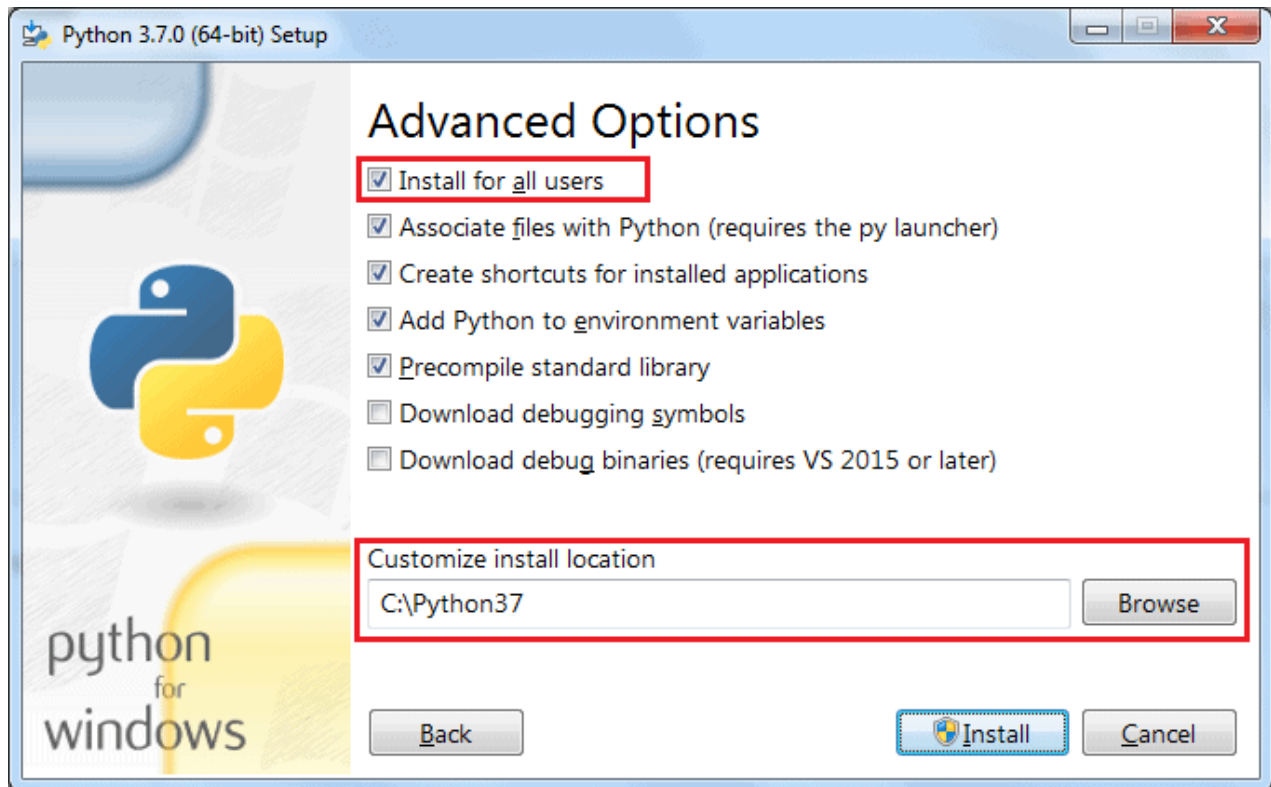 Python 3.7.0 (64-bit) Setup
Advanced Options
Install for all users
Associate files with Python (requires the py launcher)
Create shortcuts for installed applications
Add Python to environment variables
Precompile standard library
Download debugging symbols
Download debug binaries (requires VS 2015 or later)
Customize install location
C:\Python37
Browse
python
for
windows
Back
Install
Cancel